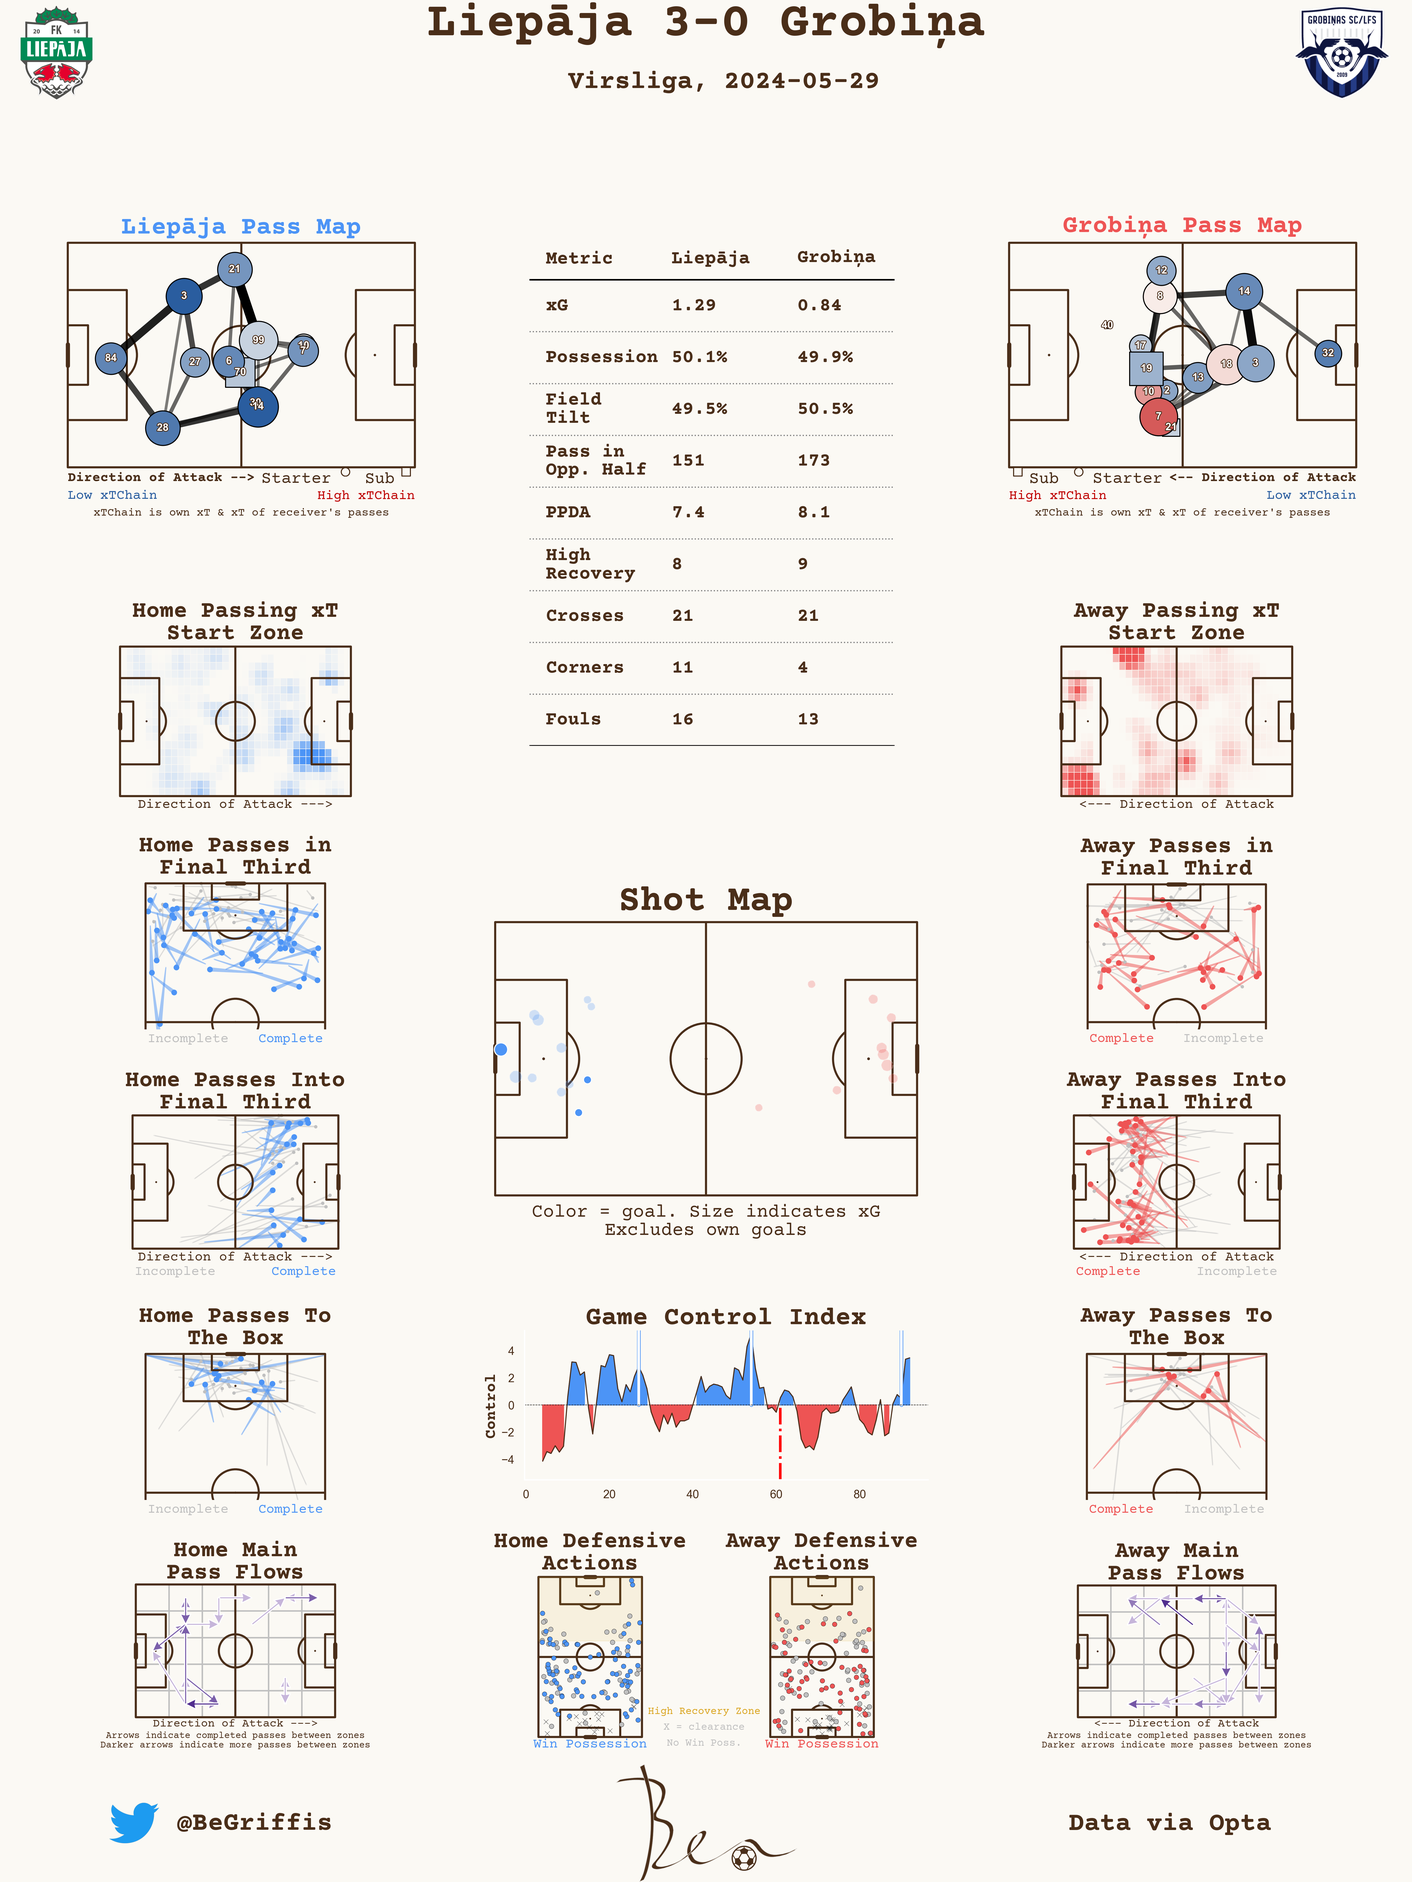 Liepāja 3-0 Grobiņa
Virsliga, 2024-05-29
20 FK 14
LIEPĀJA
GROBIŅAS SC/LFS
2009
Liepāja Pass Map
21
3
99
10
7
84
27
6
70
14
28
Direction of Attack --> Starter Sub
Low xTChain High xTChain
xTChain is own xT & xT of receiver's passes
Metric Liepāja Grobiņa
xG 1.29 0.84
Possession 50.1% 49.9%
Field
Tilt 49.5% 50.5%
Pass in
Opp. Half 151 173
PPDA 7.4 8.1
High
Recovery 8 9
Crosses 21 21
Corners 11 4
Fouls 16 13
Grobiņa Pass Map
12
8
14
40
17
32
19
18
3
13
10
2
7
21
Sub Starter <-- Direction of Attack
High xTChain Low xTChain
xTChain is own xT & xT of receiver's passes
Home Passing xT
Start Zone
Direction of Attack --->
Away Passing xT
Start Zone
<--- Direction of Attack
Home Passes in
Final Third
Incomplete Complete
Away Passes in
Final Third
Complete Incomplete
Shot Map
Color = goal. Size indicates xG
Excludes own goals
Home Passes Into
Final Third
Direction of Attack --->
Incomplete Complete
Away Passes Into
Final Third
<--- Direction of Attack
Complete Incomplete
Home Passes To
The Box
Incomplete Complete
Game Control Index
Control
4
2
0
−2
−4
0 20 40 60 80
Away Passes To
The Box
Complete Incomplete
Home Main
Pass Flows
Direction of Attack --->
Arrows indicate completed passes between zones
Darker arrows indicate more passes between zones
Home Defensive
Actions
Win Possession
High Recovery Zone
X = clearance
No Win Poss.
Away Defensive
Actions
Win Possession
Away Main
Pass Flows
<--- Direction of Attack
Arrows indicate completed passes between zones
Darker arrows indicate more passes between zones
@BeGriffis
Ben
Data via Opta